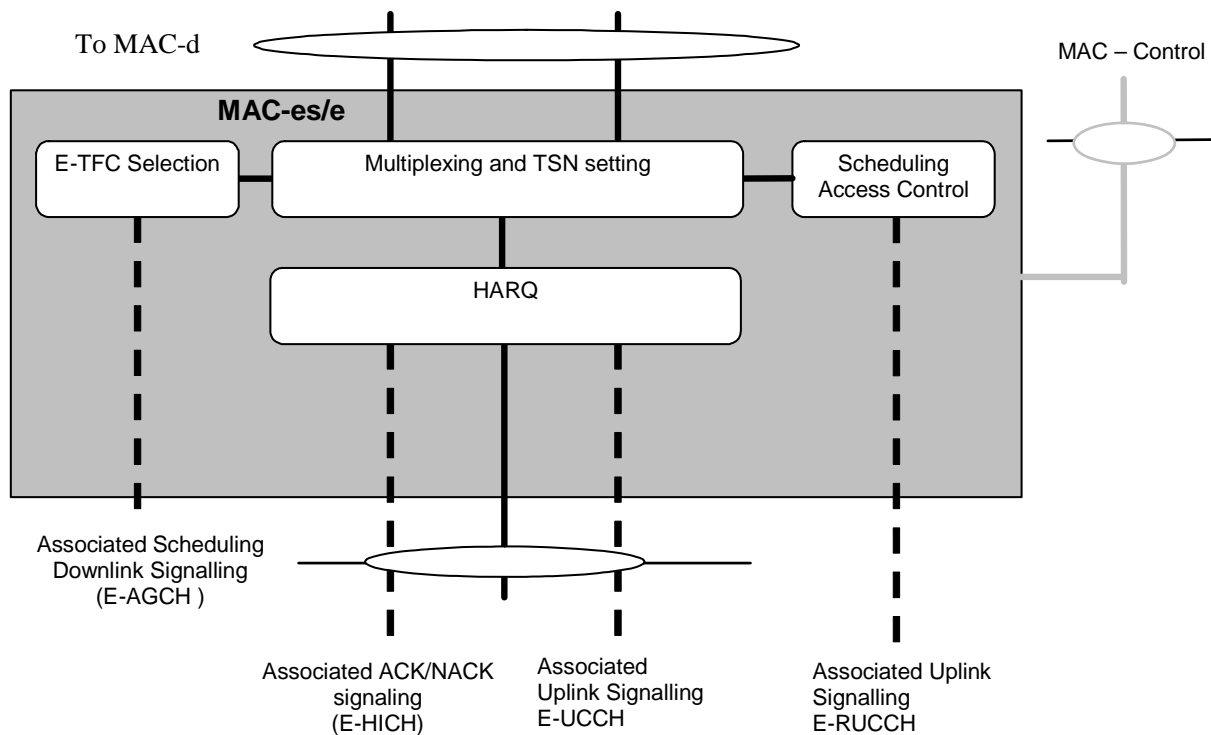 To MAC-d
MAC – Control
MAC-es/e
E-TFC Selection
Multiplexing and TSN setting
Scheduling
Access Control
HARQ
Associated Scheduling
Downlink Signalling
(E-AGCH )
Associated ACK/NACK
signaling
(E-HICH)
Associated
Uplink Signalling
E-UCCH
Associated Uplink
Signalling
E-RUCCH